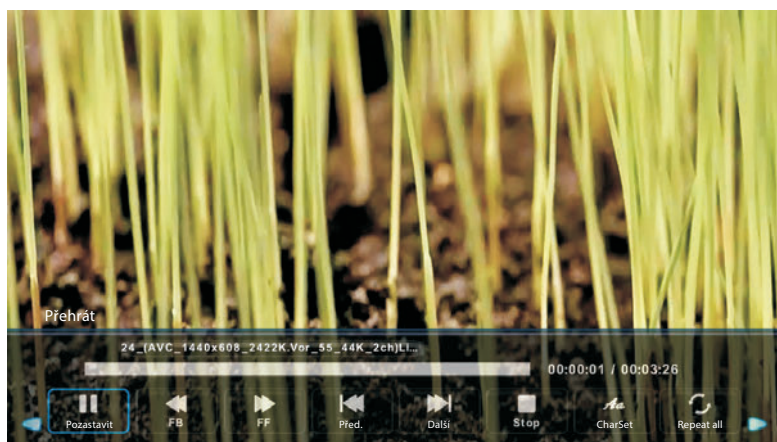 Přehrát
24_(AVC_1440x608_2422K.Vor_55_44K_2ch)Li...
00:00:01 / 00:03:26
Pozastavit FB FF Před. Další Stop CharSet Repeat all